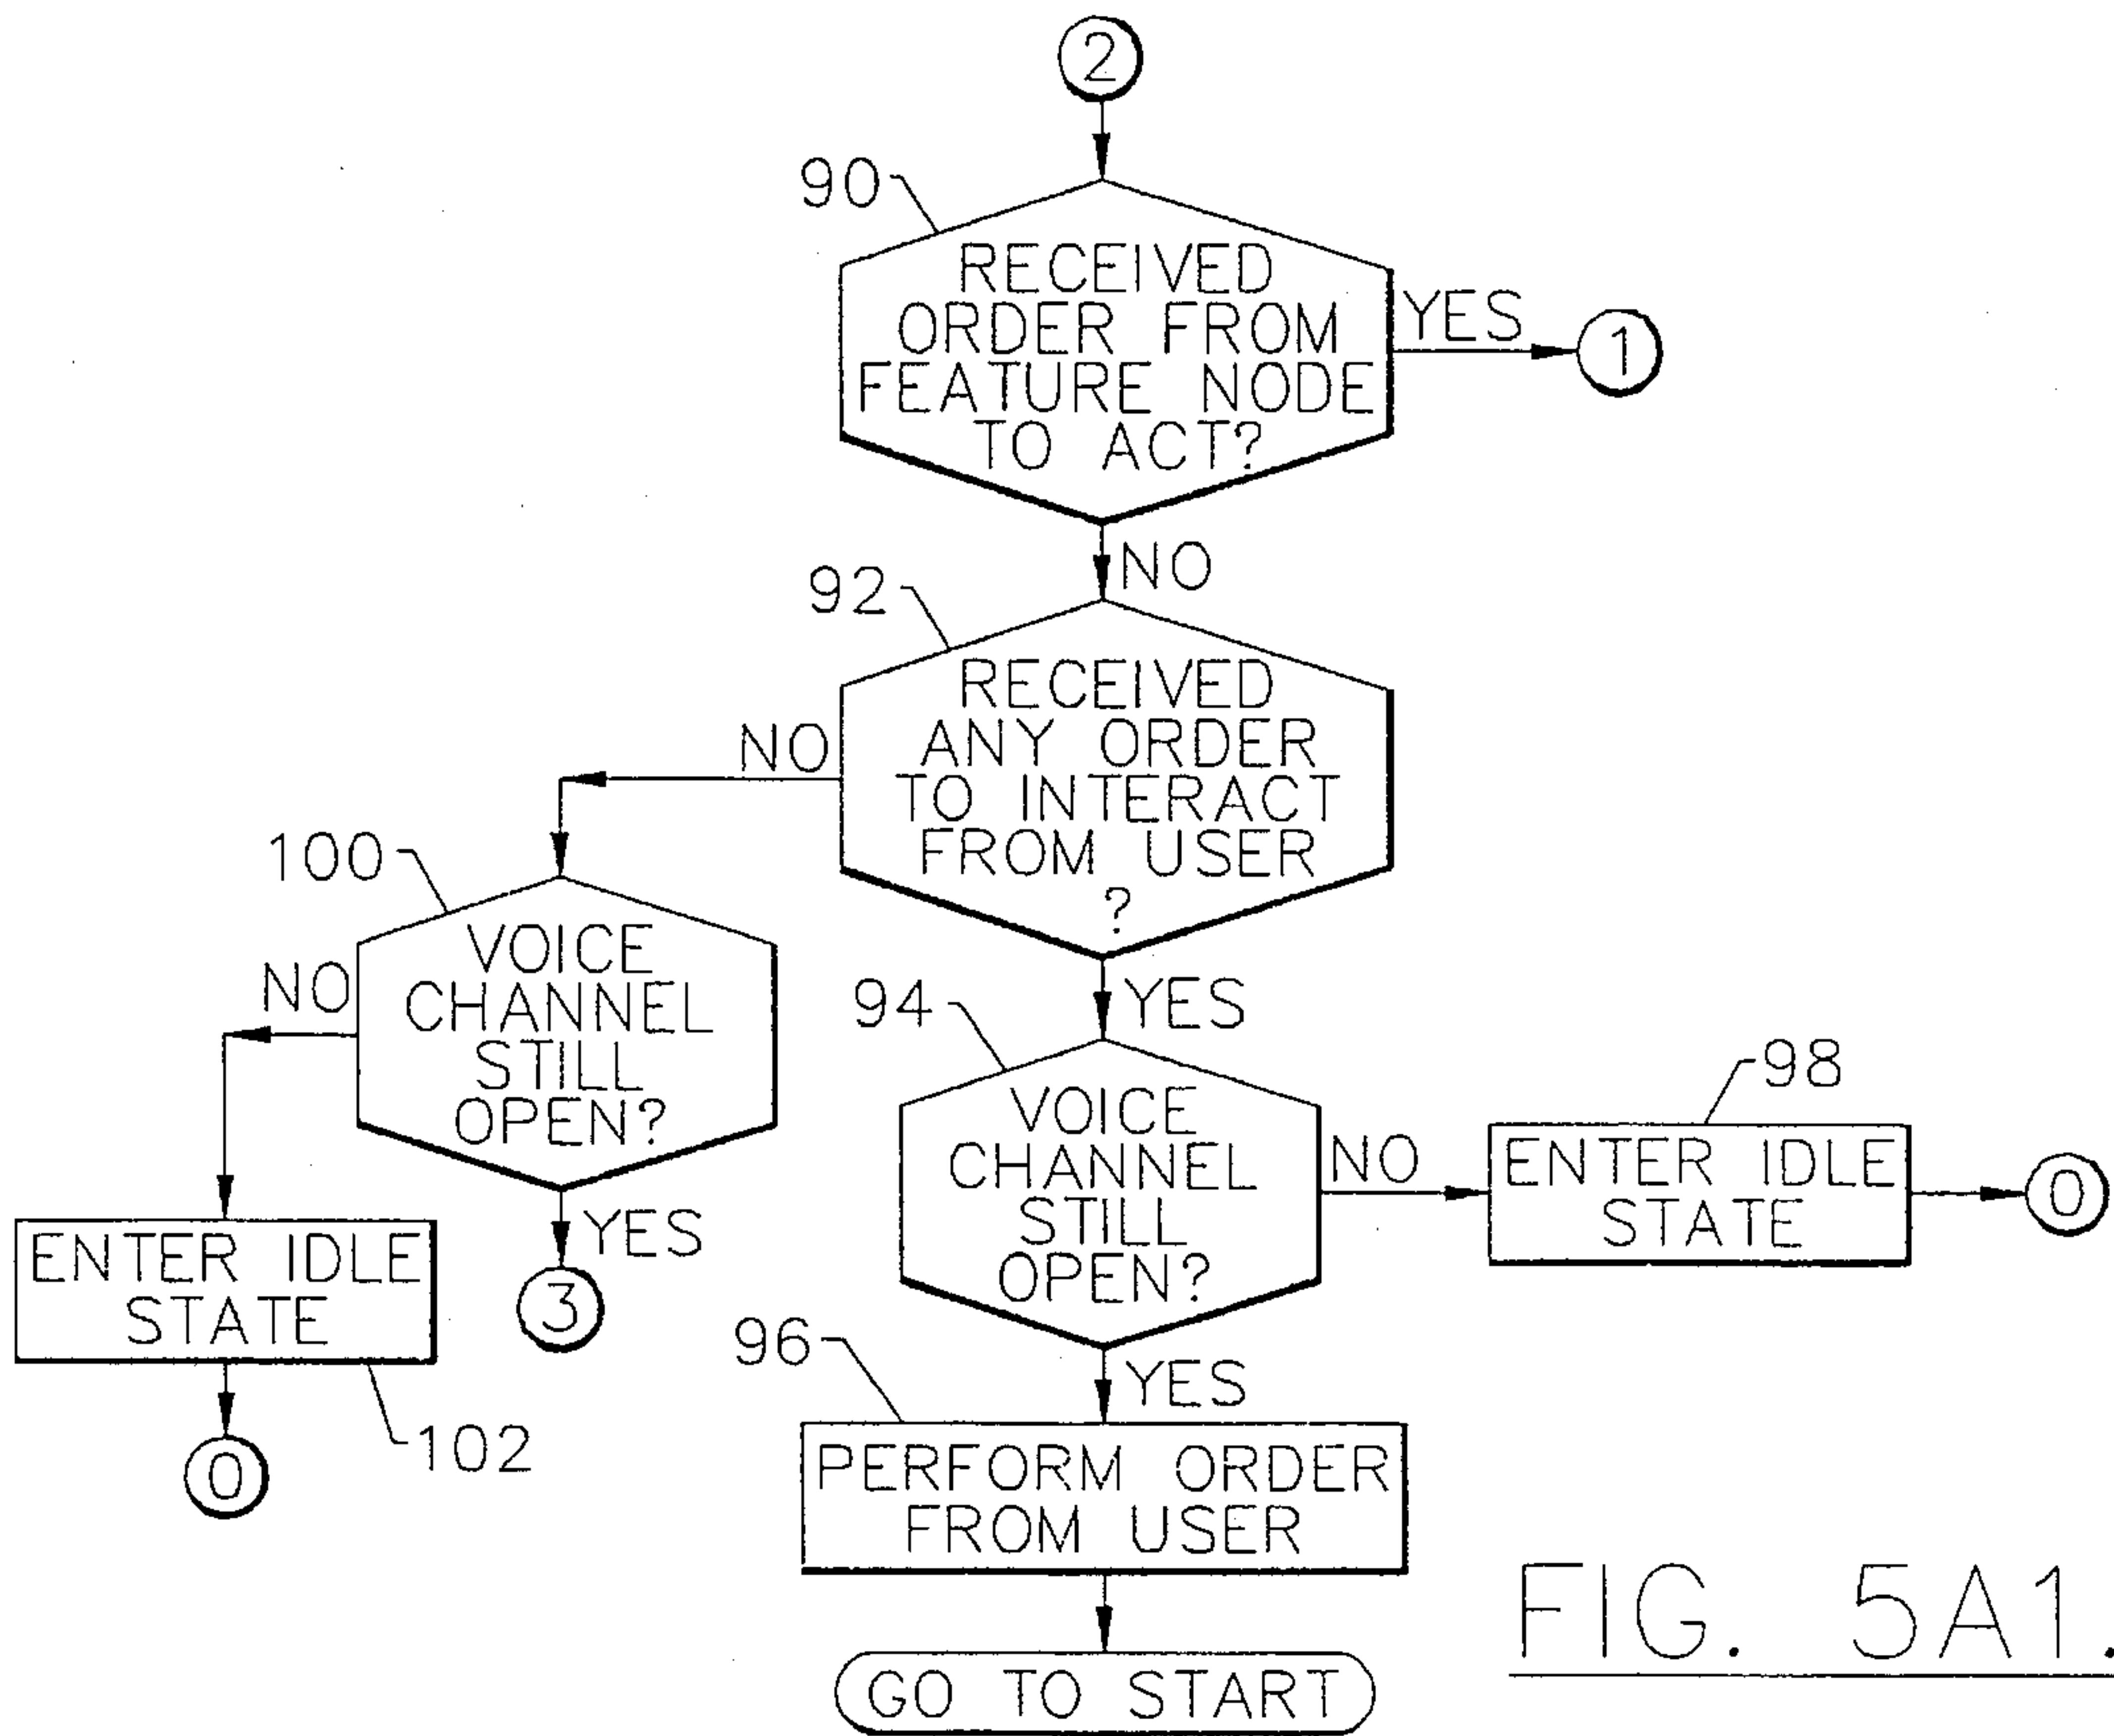 2
90
RECEIVED
ORDER FROM
FEATURE NODE
TO ACT?
YES
1
NO
92
RECEIVED
ANY ORDER
TO INTERACT
FROM USER
?
NO
100
VOICE
CHANNEL
STILL
OPEN?
NO
YES
ENTER IDLE
STATE
3
102
0
YES
94
VOICE
CHANNEL
STILL
OPEN?
NO
98
ENTER IDLE
STATE
0
YES
96
PERFORM ORDER
FROM USER
GO TO START
FIG. 5A1.